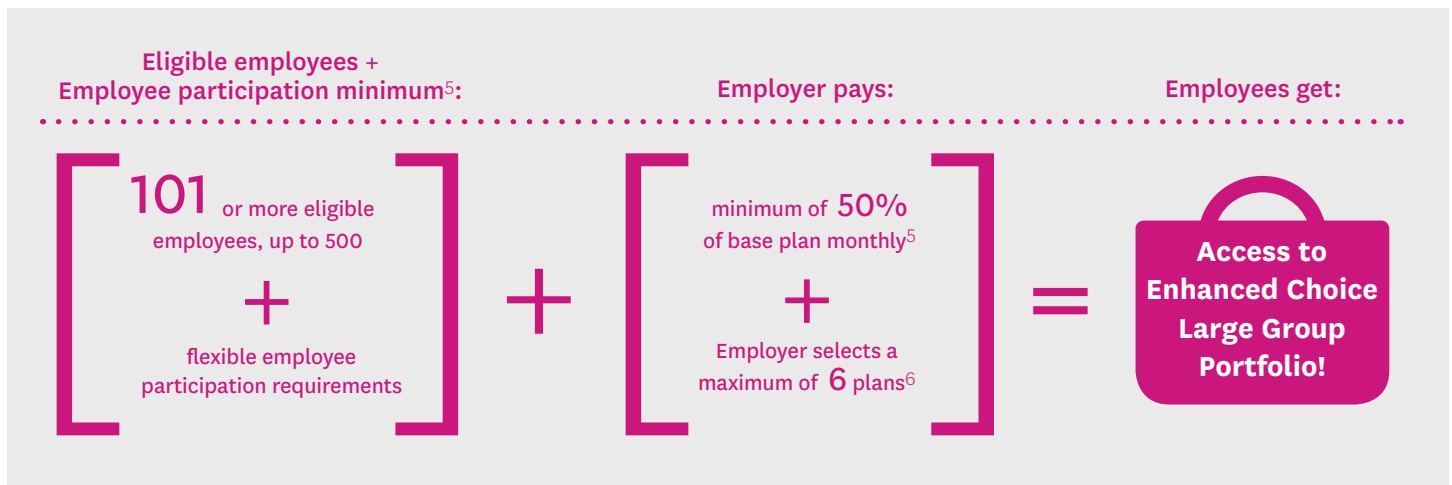 Eligible employees +
Employee participation minimum5:
101 or more eligible
employees, up to 500
+
flexible employee
participation requirements
+
Employer pays:
minimum of 50%
of base plan monthly5
+
Employer selects a
maximum of 6 plans6
=
Employees get:
Access to
Enhanced Choice
Large Group
Portfolio!